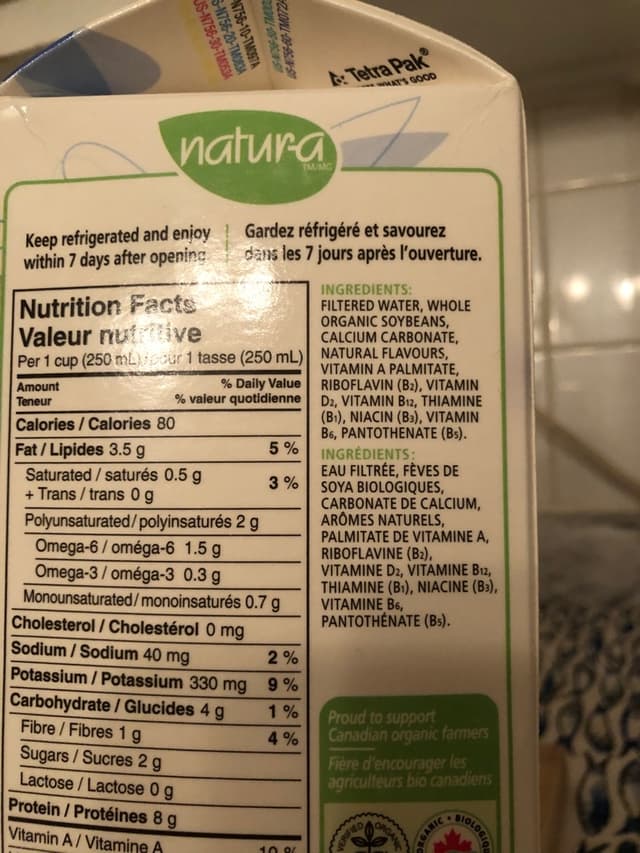 Tetra Pak®
WHAT'S GOOD
natura
TM/MC
Keep refrigerated and enjoy
within 7 days after opening
Gardez réfrigéré et savourez
dans les 7 jours après l'ouverture.
Nutrition Facts
Valeur nutritive
Per 1 cup (250 mL) / pour 1 tasse (250 mL)
Amount
Teneur
% Daily Value
% valeur quotidienne
Calories / Calories 80
Fat / Lipides 3.5 g 5 %
Saturated / saturés 0.5 g
+ Trans / trans 0 g 3 %
Polyunsaturated / polyinsaturés 2 g
Omega-6 / oméga-6 1.5 g
Omega-3 / oméga-3 0.3 g
Monounsaturated / monoinsaturés 0.7 g
Cholesterol / Cholestérol 0 mg
Sodium / Sodium 40 mg 2 %
Potassium / Potassium 330 mg 9 %
Carbohydrate / Glucides 4 g 1 %
Fibre / Fibres 1 g 4 %
Sugars / Sucres 2 g
Lactose / Lactose 0 g
Protein / Protéines 8 g
Vitamin A / Vitamine A 10 %
INGREDIENTS:
FILTERED WATER, WHOLE
ORGANIC SOYBEANS,
CALCIUM CARBONATE,
NATURAL FLAVOURS,
VITAMIN A PALMITATE,
RIBOFLAVIN (B2), VITAMIN
D2, VITAMIN B12, THIAMINE
(B1), NIACIN (B3), VITAMIN
B6, PANTOTHENATE (B5).
INGRÉDIENTS:
EAU FILTRÉE, FÈVES DE
SOYA BIOLOGIQUES,
CARBONATE DE CALCIUM,
ARÔMES NATURELS,
PALMITATE DE VITAMINE A,
RIBOFLAVINE (B2),
VITAMINE D2, VITAMINE B12,
THIAMINE (B1), NIACINE (B3),
VITAMINE B6,
PANTOTHÉNATE (B5).
Proud to support
Canadian organic farmers
Fière d'encourager les
agriculteurs bio canadiens
VERIFIED ORGANIC
ORGANIC • BIOLOGIQUE